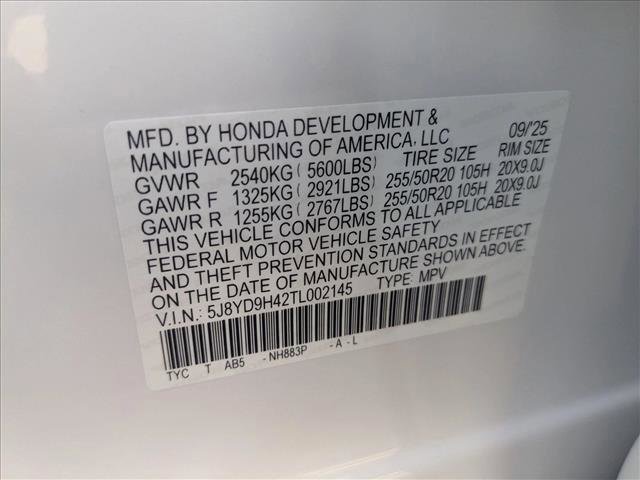 MFD. BY HONDA DEVELOPMENT &
MANUFACTURING OF AMERICA, LLC 09/'25
GVWR 2540KG ( 5600LBS) TIRE SIZE RIM SIZE
GAWR F 1325KG ( 2921LBS) 255/50R20 105H 20X9.0J
GAWR R 1255KG ( 2767LBS) 255/50R20 105H 20X9.0J
THIS VEHICLE CONFORMS TO ALL APPLICABLE
FEDERAL MOTOR VEHICLE SAFETY
AND THEFT PREVENTION STANDARDS IN EFFECT
ON THE DATE OF MANUFACTURE SHOWN ABOVE.
V.I.N.: 5J8YD9H42TL002145 TYPE: MPV
TYC T AB5 -NH883P -A-L